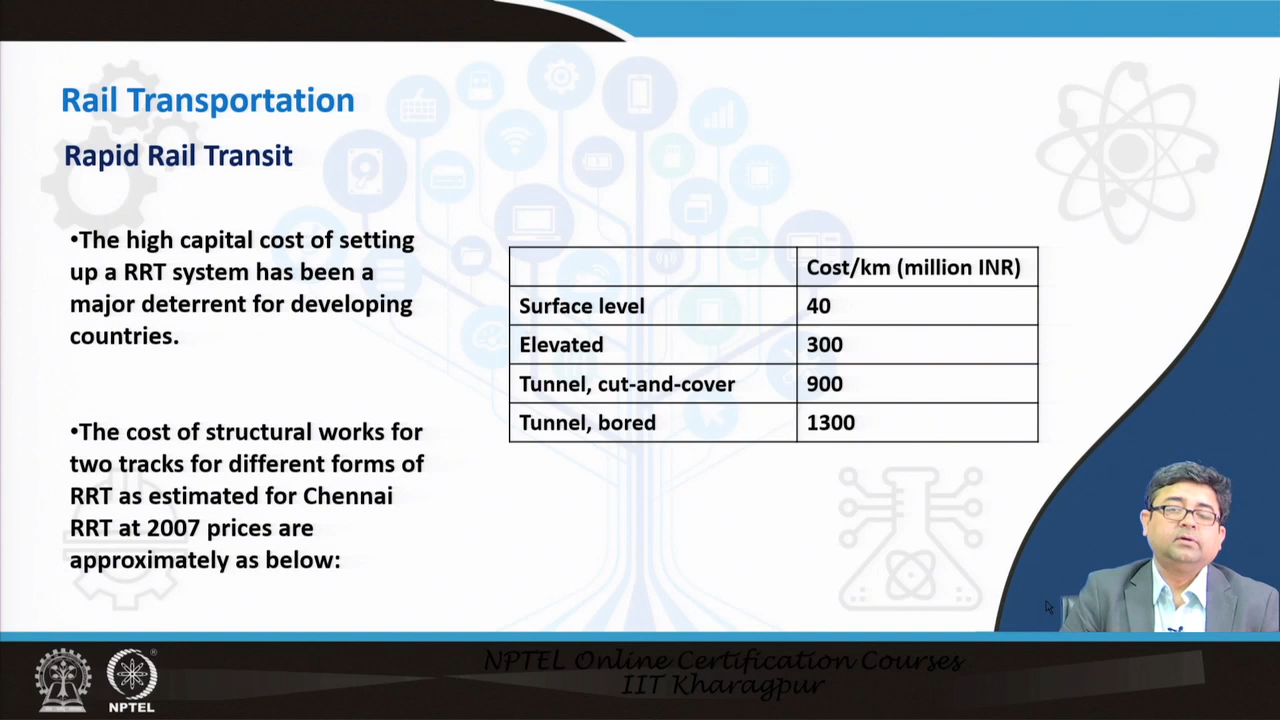 Rail Transportation
Rapid Rail Transit
•The high capital cost of setting
up a RRT system has been a
major deterrent for developing
countries.
•The cost of structural works for
two tracks for different forms of
RRT as estimated for Chennai
RRT at 2007 prices are
approximately as below:
Cost/km (million INR)
Surface level 40
Elevated 300
Tunnel, cut-and-cover 900
Tunnel, bored 1300
NPTEL Online Certification Courses
IIT Kharagpur
NPTEL